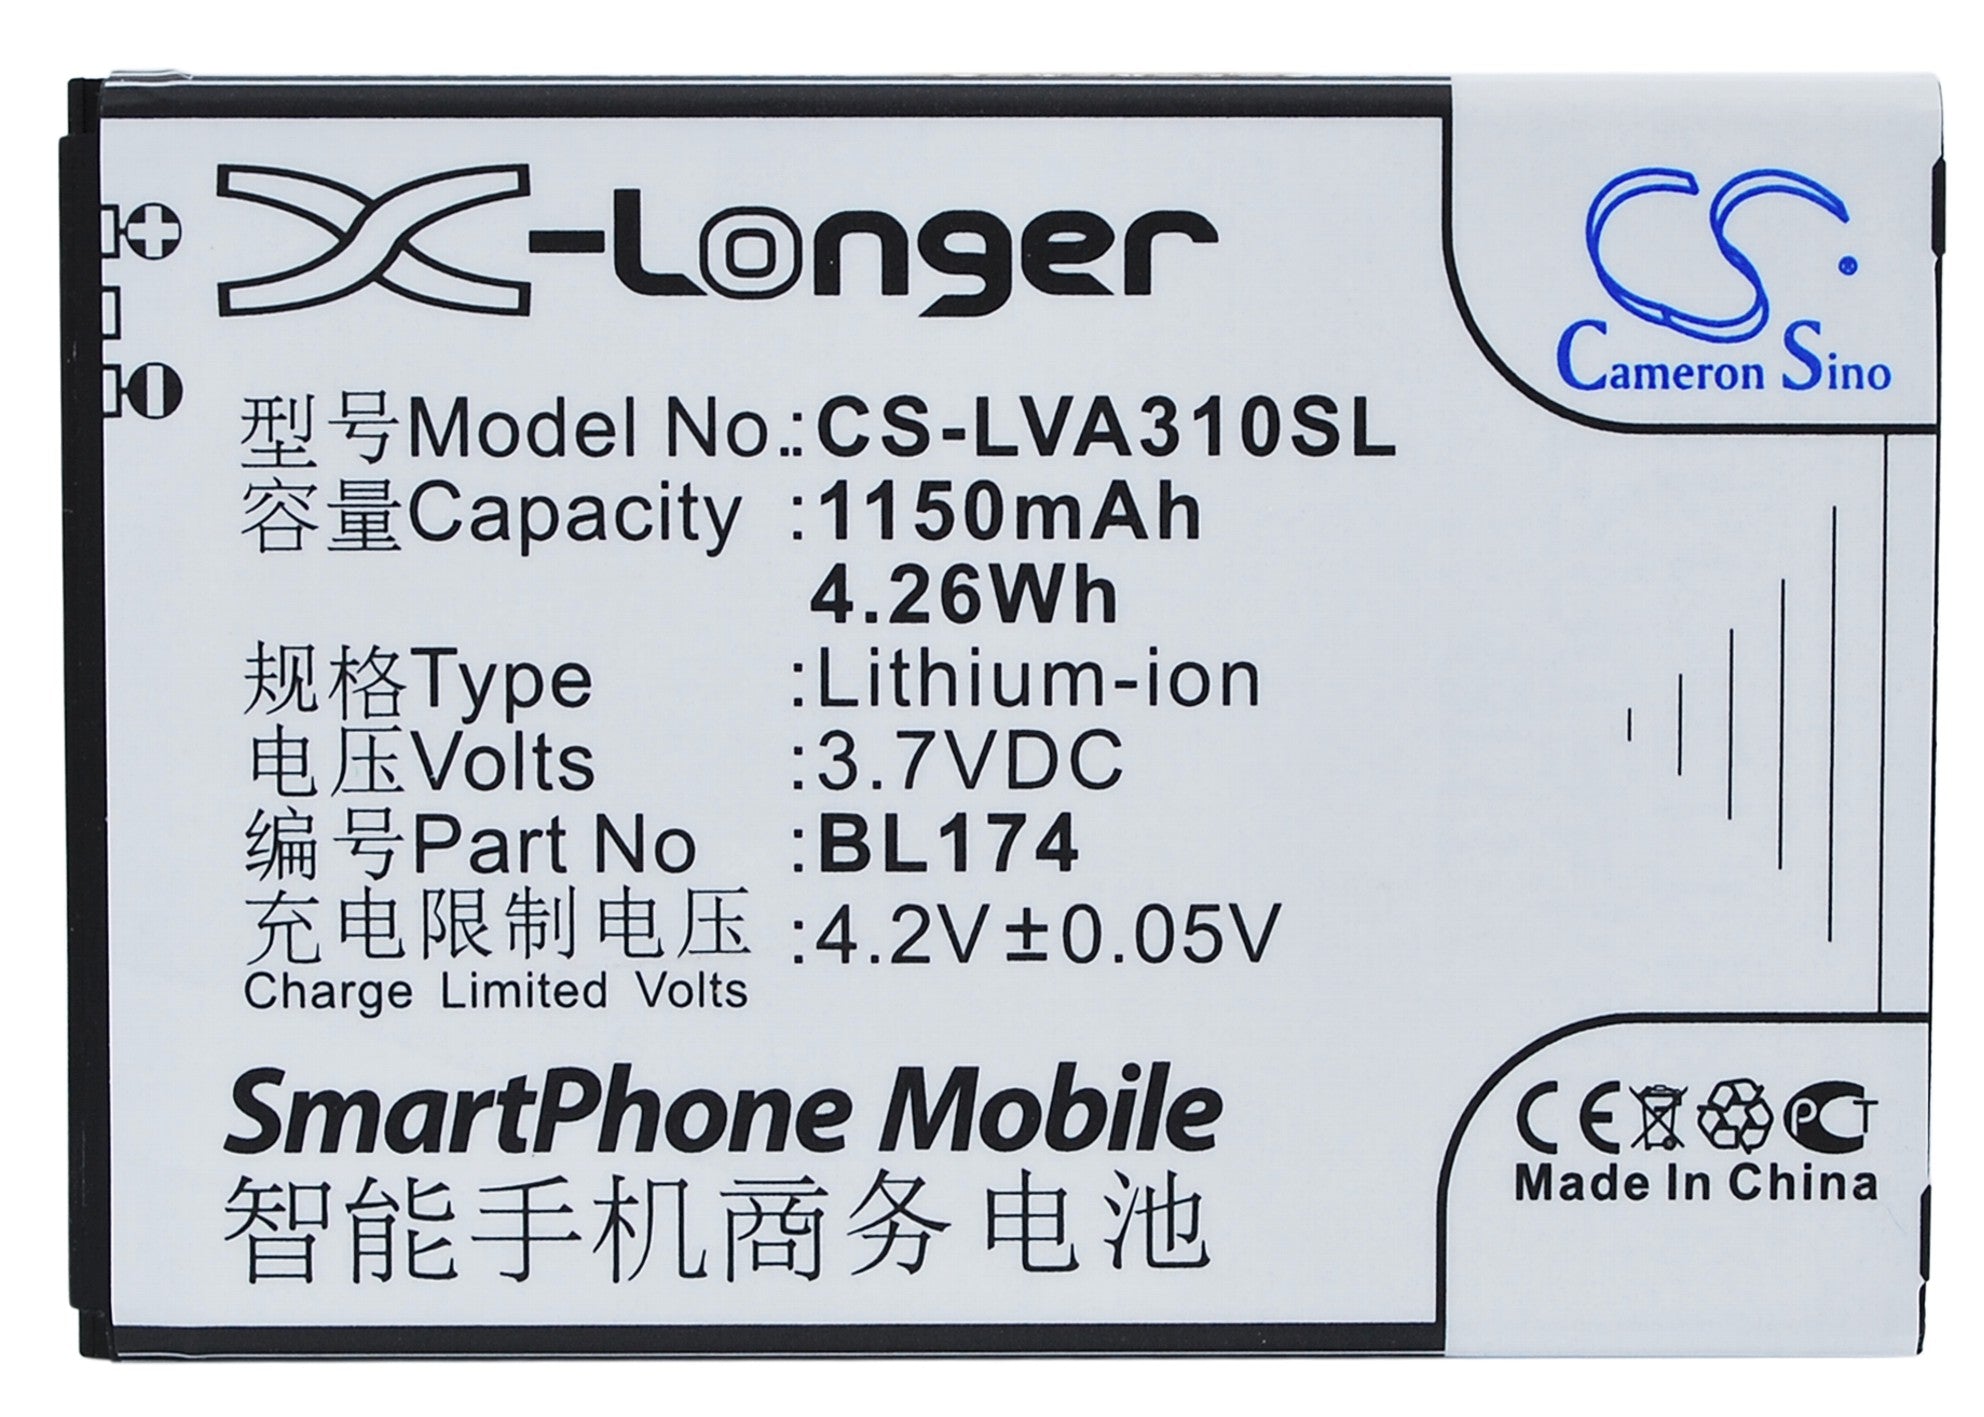 X-Longer
CS.
Cameron Sino
型号Model No.:CS-LVA310SL
容量Capacity :1150mAh
4.26Wh
规格Type :Lithium-ion
电压Volts :3.7VDC
编号Part No :BL174
充电限制电压 :4.2V±0.05V
Charge Limited Volts
SmartPhone Mobile
智能手机商务电池
CE PCT
Made In China